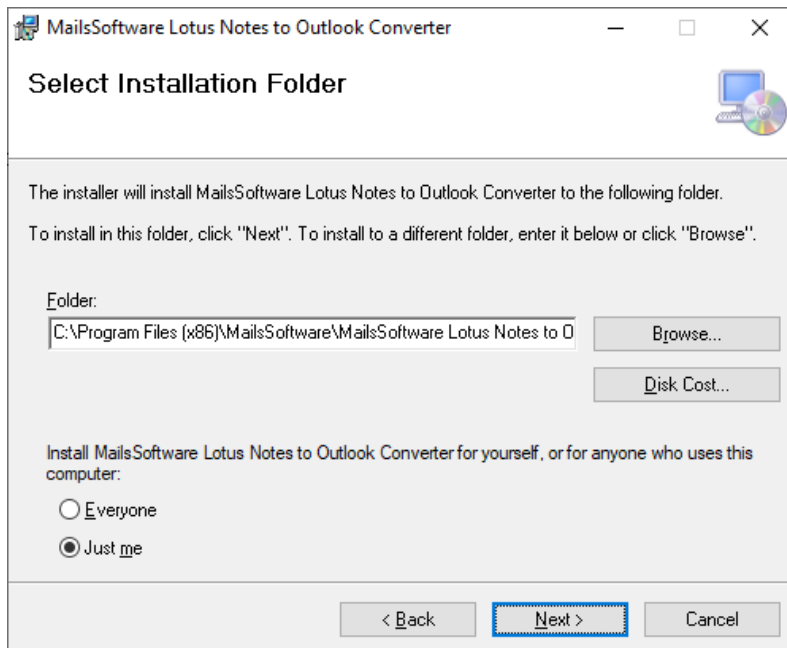 MailsSoftware Lotus Notes to Outlook Converter
Select Installation Folder
The installer will install MailsSoftware Lotus Notes to Outlook Converter to the following folder.
To install in this folder, click "Next". To install to a different folder, enter it below or click "Browse".
Folder:
C:\Program Files (x86)\MailsSoftware\MailsSoftware Lotus Notes to O
Browse...
Disk Cost...
Install MailsSoftware Lotus Notes to Outlook Converter for yourself, or for anyone who uses this
computer:
Everyone
Just me
< Back
Next >
Cancel